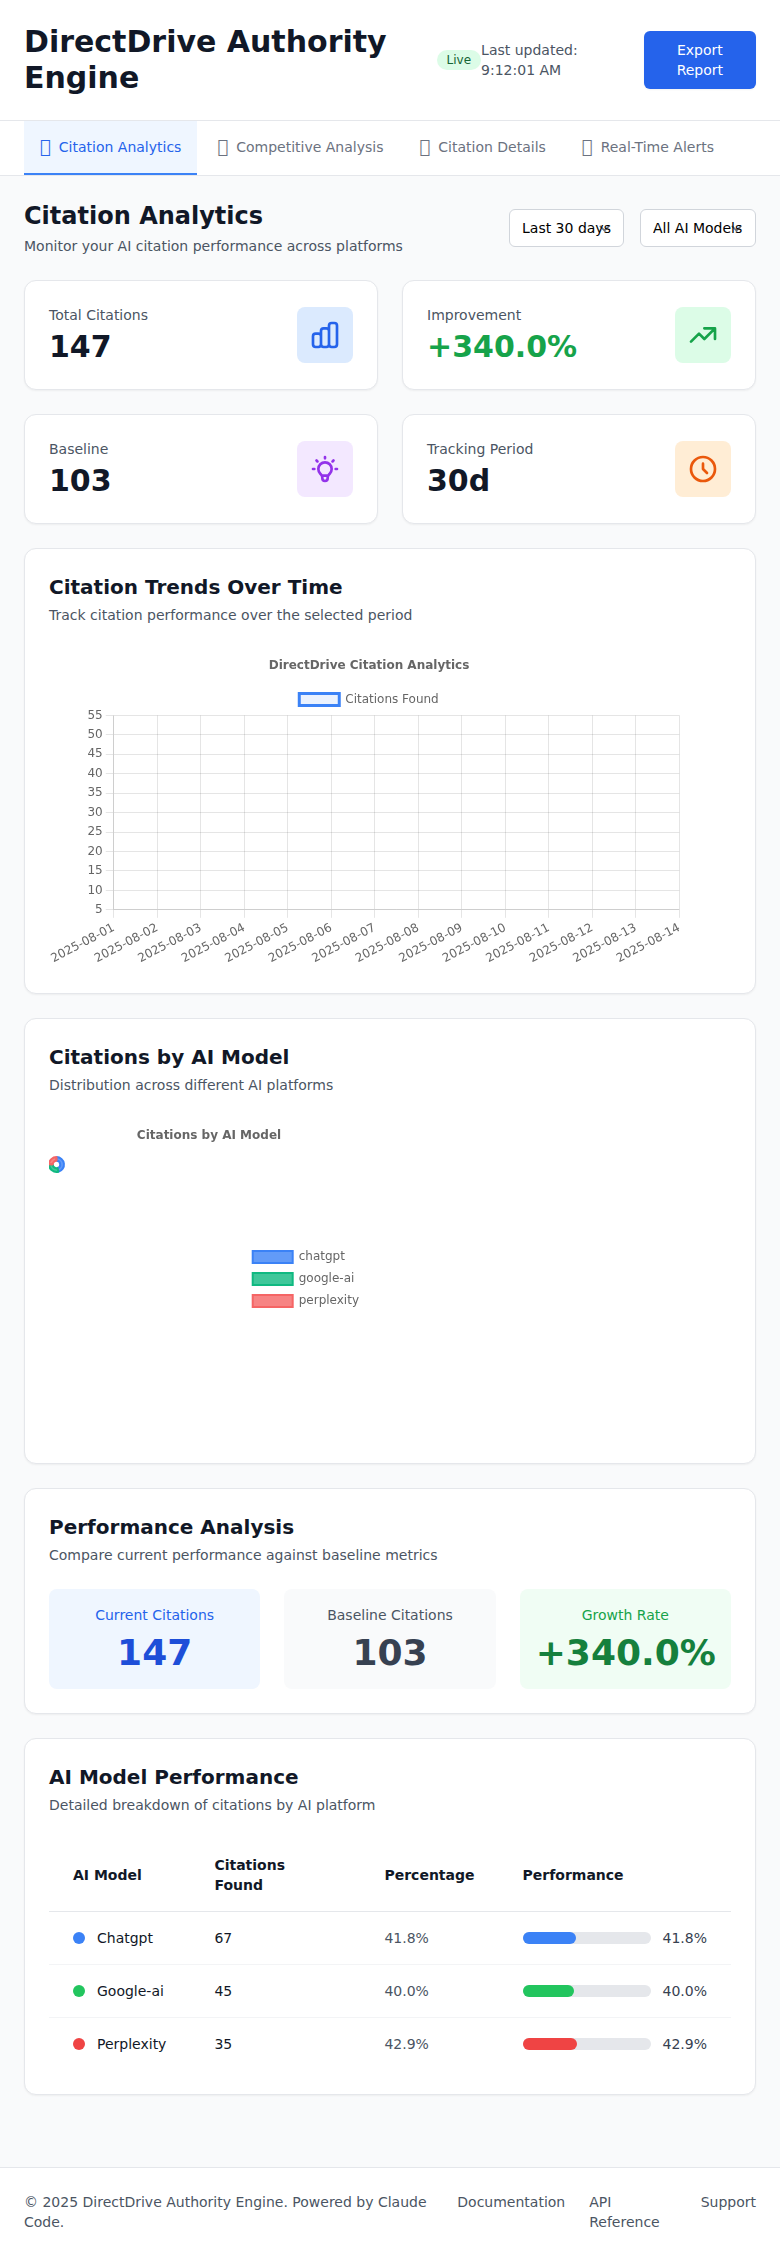 DirectDrive Authority
Engine
Live
Last updated:
9:12:01 AM
Export
Report
Citation Analytics
Competitive Analysis
Citation Details
Real-Time Alerts
Citation Analytics
Monitor your AI citation performance across platforms
Last 30 days
All AI Models
Total Citations
147
Improvement
+340.0%
Baseline
103
Tracking Period
30d
Citation Trends Over Time
Track citation performance over the selected period
DirectDrive Citation Analytics
Citations Found
55
50
45
40
35
30
25
20
15
10
5
2025-08-01
2025-08-02
2025-08-03
2025-08-04
2025-08-05
2025-08-06
2025-08-07
2025-08-08
2025-08-09
2025-08-10
2025-08-11
2025-08-12
2025-08-13
2025-08-14
Citations by AI Model
Distribution across different AI platforms
Citations by AI Model
chatgpt
google-ai
perplexity
Performance Analysis
Compare current performance against baseline metrics
Current Citations
147
Baseline Citations
103
Growth Rate
+340.0%
AI Model Performance
Detailed breakdown of citations by AI platform
AI Model
Citations
Found
Percentage
Performance
Chatgpt 67 41.8% 41.8%
Google-ai 45 40.0% 40.0%
Perplexity 35 42.9% 42.9%
© 2025 DirectDrive Authority Engine. Powered by Claude
Code.
Documentation
API
Reference
Support